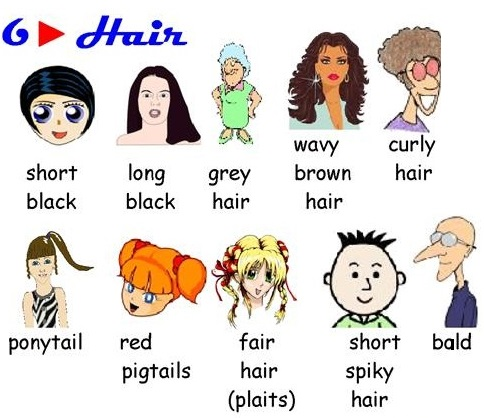 6 ► Hair
short black
long black
grey hair
wavy brown hair
curly hair
ponytail
red pigtails
fair hair (plaits)
short spiky hair
bald